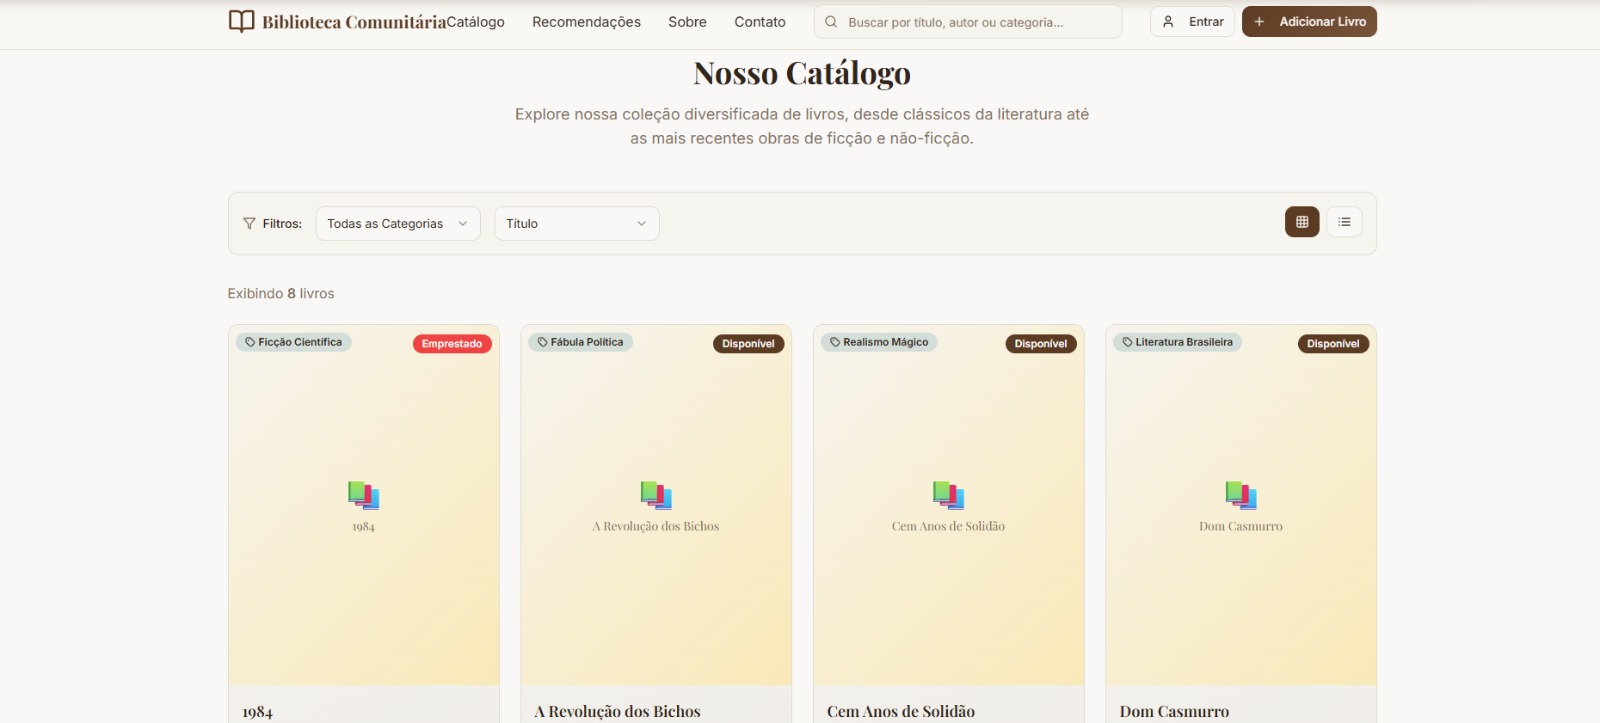 Biblioteca Comunitária
Catálogo
Recomendações
Sobre
Contato
Buscar por título, autor ou categoria...
Entrar
Adicionar Livro
Nosso Catálogo
Explore nossa coleção diversificada de livros, desde clássicos da literatura até
as mais recentes obras de ficção e não-ficção.
Filtros:
Todas as Categorias
Título
Exibindo 8 livros
Ficção Científica
Emprestado
1984
1984
Fábula Política
Disponível
A Revolução dos Bichos
A Revolução dos Bichos
Realismo Mágico
Disponível
Cem Anos de Solidão
Cem Anos de Solidão
Literatura Brasileira
Disponível
Dom Casmurro
Dom Casmurro